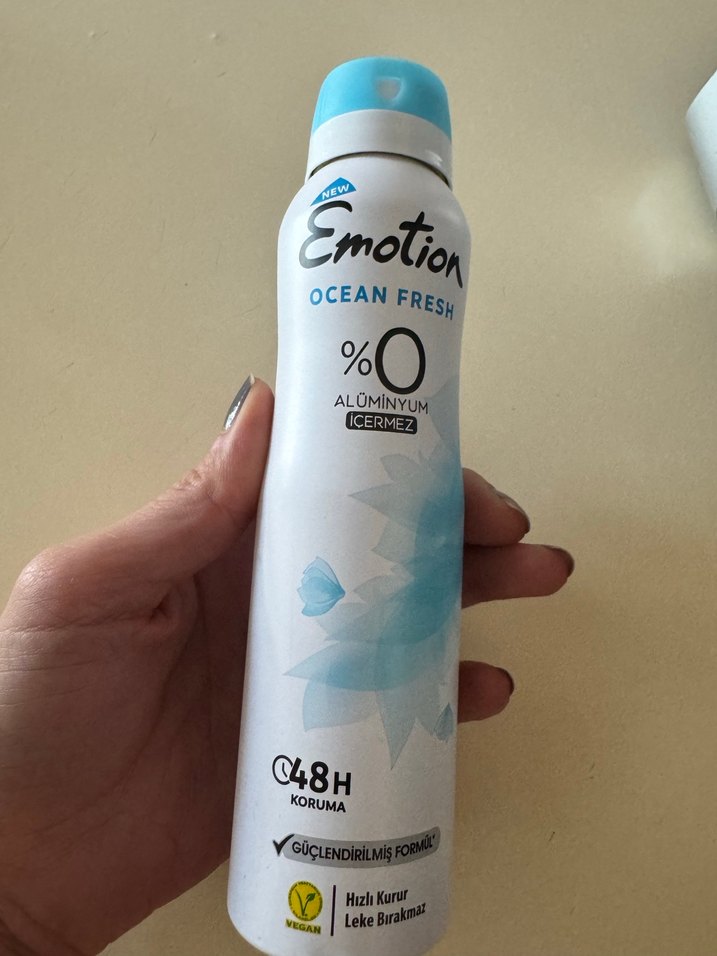 NEW
Emotion
OCEAN FRESH
%0
ALÜMİNYUM
İÇERMEZ
48H
KORUMA
GÜÇLENDİRİLMİŞ FORMÜL*
VEGAN
Hızlı Kurur
Leke Bırakmaz